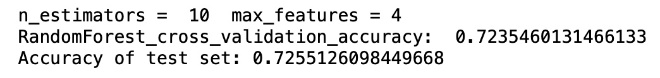 n_estimators =  10  max_features = 4
RandomForest_cross_validation_accuracy:  0.7235460131466133
Accuracy of test set: 0.7255126098449668